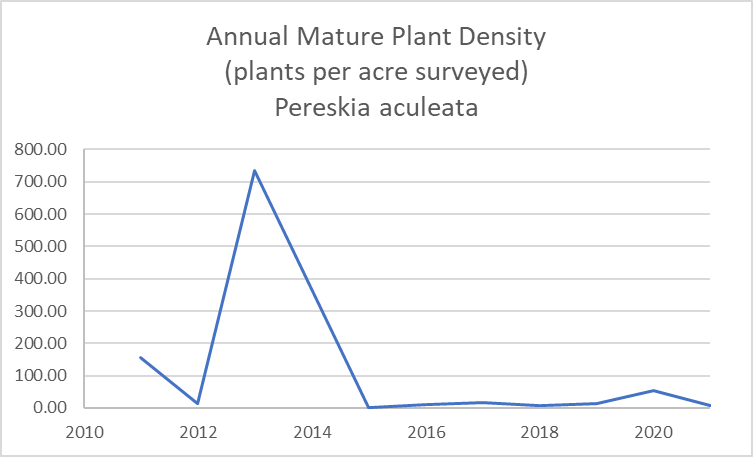 Annual Mature Plant Density
(plants per acre surveyed)
Pereskia aculeata
800.00
700.00
600.00
500.00
400.00
300.00
200.00
100.00
0.00
2010 2012 2014 2016 2018 2020